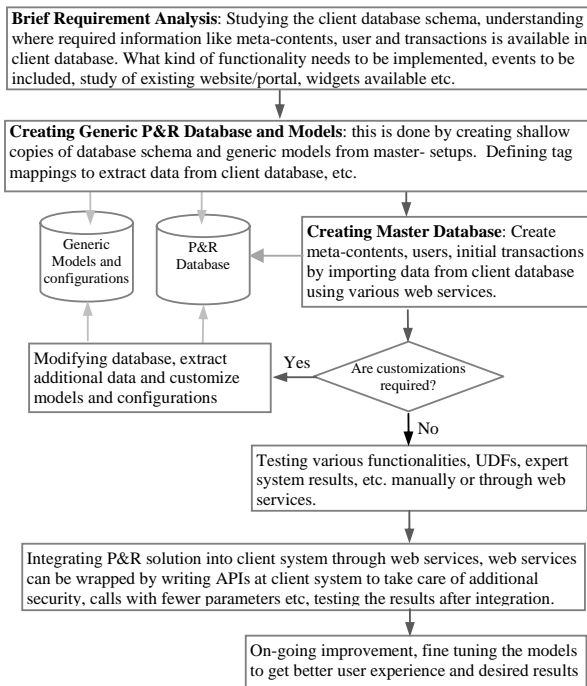 Brief Requirement Analysis: Studying the client database schema, understanding
where required information like meta-contents, user and transactions is available in
client database. What kind of functionality needs to be implemented, events to be
included, study of existing website/portal, widgets available etc.
Creating Generic P&R Database and Models: this is done by creating shallow
copies of database schema and generic models from master- setups. Defining tag
mappings to extract data from client database, etc.
Generic
Models and
configurations
P&R
Database
Creating Master Database: Create
meta-contents, users, initial transactions
by importing data from client database
using various web services.
Modifying database, extract
additional data and customize
models and configurations
Yes
Are customizations
required?
No
Testing various functionalities, UDFs, expert
system results, etc. manually or through web
services.
Integrating P&R solution into client system through web services, web services
can be wrapped by writing APIs at client system to take care of additional
security, calls with fewer parameters etc, testing the results after integration.
On-going improvement, fine tuning the models
to get better user experience and desired results